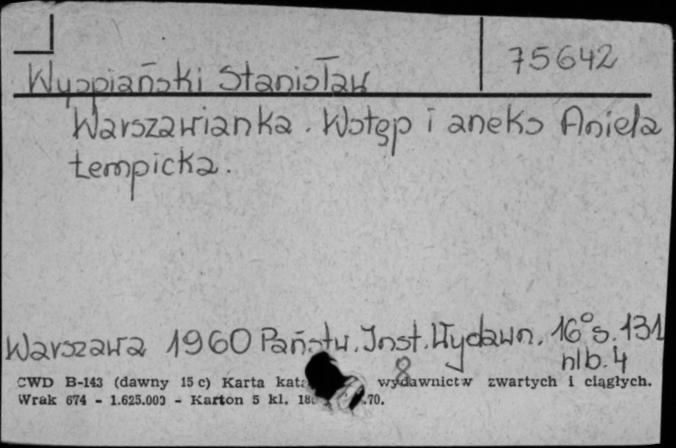 75642
Wyspiański Stanisław
Warszawianka. Wstęp i aneks Aniela
Łempicka.
Warszawa 1960 Państw. Inst. Wydawn. 16° s. 131
nlb. 4
8
CWD B-143 (dawny 15 c) Karta wydawnictw zwartych i ciągłych.
Wrak 674 - 1.625.000 - Karton 5 kl. .70.